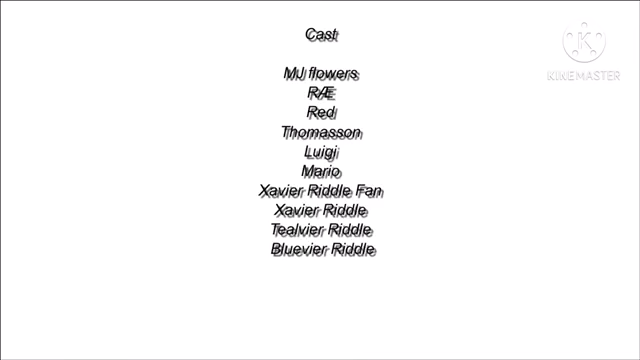 Cast
MJ flowers
RÆ
Red
Thomasson
Luigi
Mario
Xavier Riddle Fan
Xavier Riddle
Tealvier Riddle
Bluevier Riddle
KINEMASTER